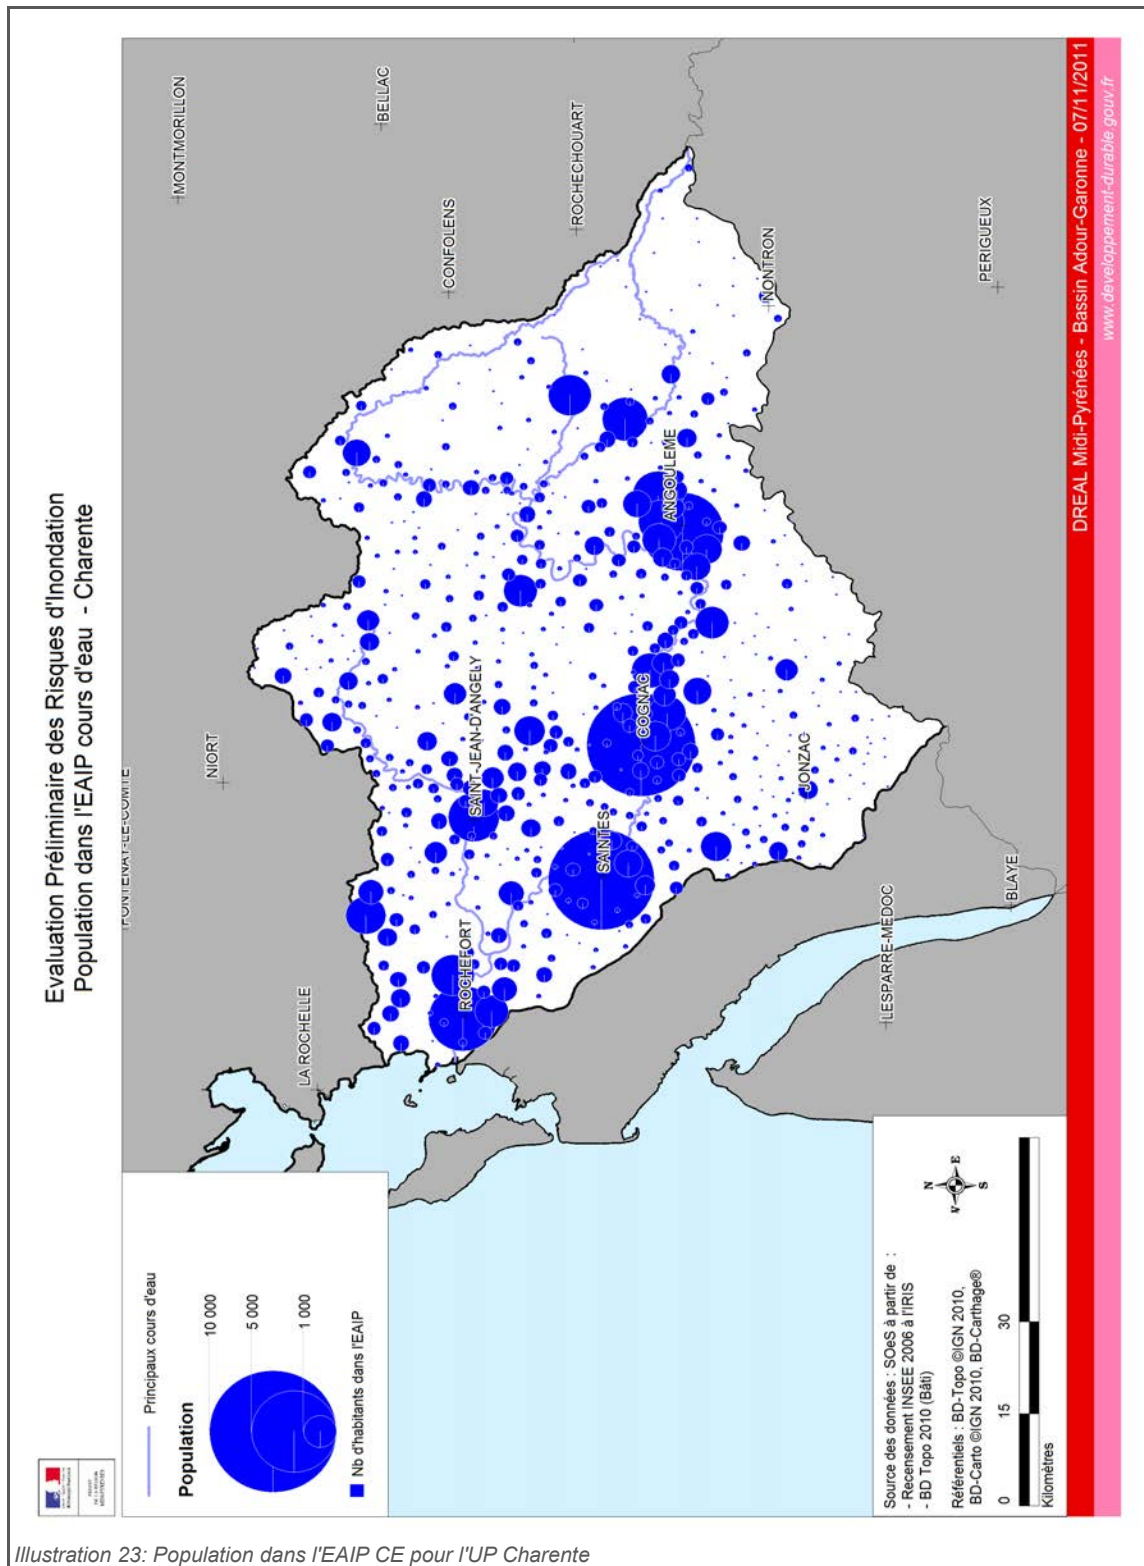 Evaluation Préliminaire des Risques d'Inondation
Population dans l'EAIP cours d'eau - Charente
Principaux cours d'eau
Population
10 000
5 000
1 000
Nb d'habitants dans l'EAIP
FONTENAY-LE-COMTE
NIORT
MONTMORILLON
BELLAC
LA ROCHELLE
CONFOLENS
ROCHECHOUART
ROCHEFORT
SAINT-JEAN-D'ANGELY
SAINTES
COGNAC
ANGOULEME
NONTRON
JONZAC
PERIGUEUX
LESPARRE-MEDOC
BLAYE
Source des données : SOeS à partir de :
- Recensement INSEE 2006 à l'IRIS
- BD Topo 2010 (Bâti)
Référentiels : BD-Topo ©IGN 2010,
BD-Carto ©IGN 2010, BD-Carthage®
N
E
S
0 15 30
Kilomètres
DREAL Midi-Pyrénées - Bassin Adour-Garonne - 07/11/2011
www.developpement-durable.gouv.fr
Illustration 23: Population dans l'EAIP CE pour l'UP Charente